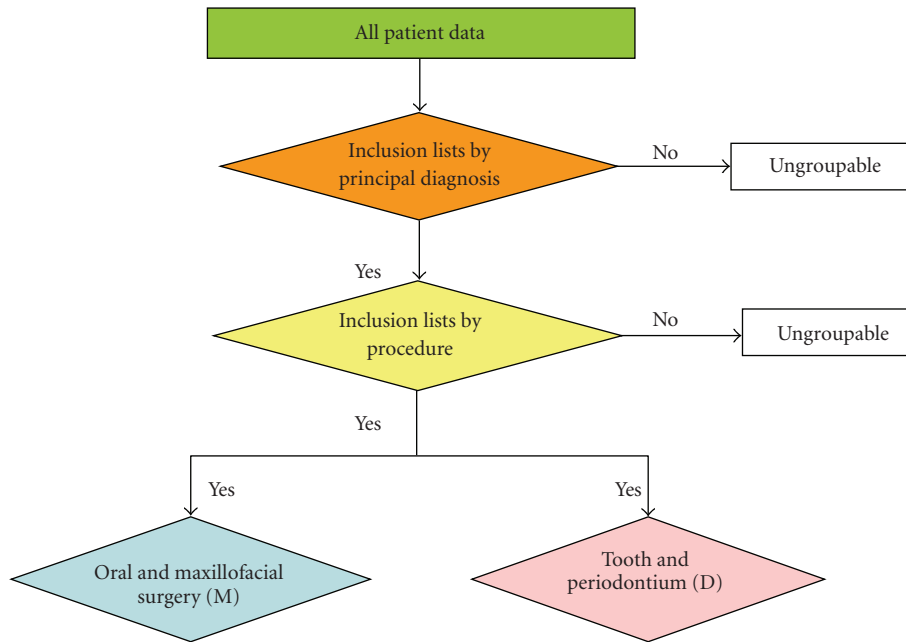 All patient data
Inclusion lists by
principal diagnosis
No
Ungroupable
Yes
Inclusion lists by
procedure
No
Ungroupable
Yes
Yes
Yes
Oral and maxillofacial
surgery (M)
Tooth and
periodontium (D)